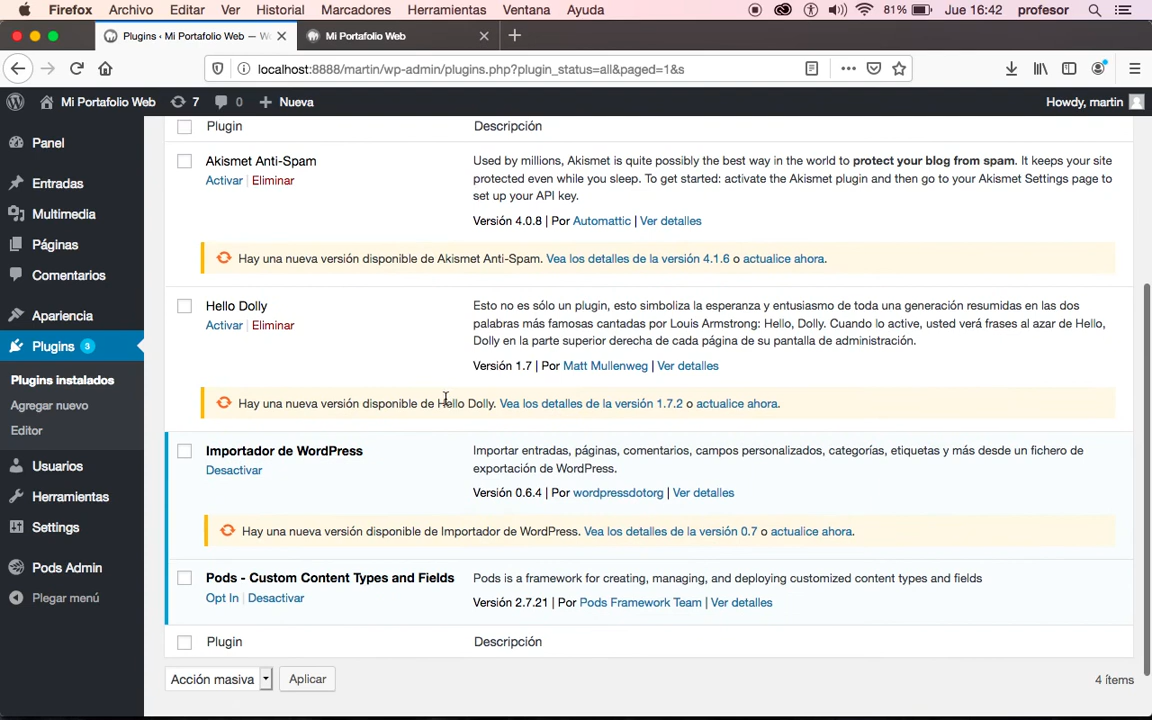 Firefox Archivo Editar Ver Historial Marcadores Herramientas Ventana Ayuda 81% Jue 16:42 profesor
Plugins ‹ Mi Portafolio Web — Wo
Mi Portafolio Web
localhost:8888/martin/wp-admin/plugins.php?plugin_status=all&paged=1&s
Mi Portafolio Web 7 0 Nueva Howdy, martin
Panel
Entradas
Multimedia
Páginas
Comentarios
Apariencia
Plugins 3
Plugins instalados
Agregar nuevo
Editor
Usuarios
Herramientas
Settings
Pods Admin
Plegar menú
Plugin Descripción
Akismet Anti-Spam
Activar | Eliminar
Used by millions, Akismet is quite possibly the best way in the world to protect your blog from spam. It keeps your site
protected even while you sleep. To get started: activate the Akismet plugin and then go to your Akismet Settings page to
set up your API key.
Versión 4.0.8 | Por Automattic | Ver detalles
Hay una nueva versión disponible de Akismet Anti-Spam. Vea los detalles de la versión 4.1.6 o actualice ahora.
Hello Dolly
Activar | Eliminar
Esto no es sólo un plugin, esto simboliza la esperanza y entusiasmo de toda una generación resumidas en las dos
palabras más famosas cantadas por Louis Armstrong: Hello, Dolly. Cuando lo active, usted verá frases al azar de Hello,
Dolly en la parte superior derecha de cada página de su pantalla de administración.
Versión 1.7 | Por Matt Mullenweg | Ver detalles
Hay una nueva versión disponible de Hello Dolly. Vea los detalles de la versión 1.7.2 o actualice ahora.
Importador de WordPress
Desactivar
Importar entradas, páginas, comentarios, campos personalizados, categorías, etiquetas y más desde un fichero de
exportación de WordPress.
Versión 0.6.4 | Por wordpressdotorg | Ver detalles
Hay una nueva versión disponible de Importador de WordPress. Vea los detalles de la versión 0.7 o actualice ahora.
Pods - Custom Content Types and Fields
Opt In | Desactivar
Pods is a framework for creating, managing, and deploying customized content types and fields
Versión 2.7.21 | Por Pods Framework Team | Ver detalles
Plugin Descripción
Acción masiva Aplicar 4 ítems